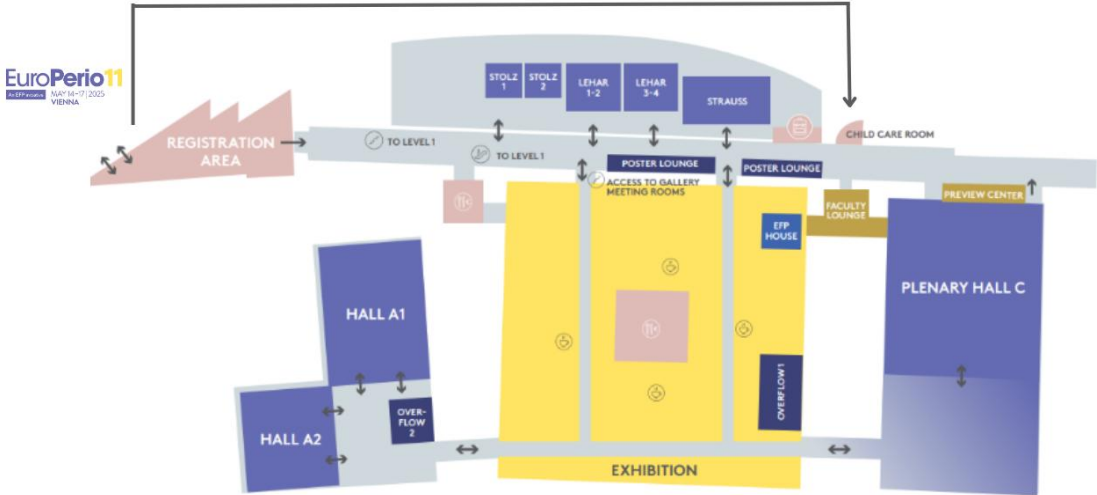 EuroPerio11
An EFP initiative
MAY 14-17 | 2025
VIENNA
REGISTRATION
AREA
STOLZ
1
STOLZ
2
LEHAR
1-2
LEHAR
3-4
STRAUSS
CHILD CARE ROOM
TO LEVEL 1
TO LEVEL 1
POSTER LOUNGE
POSTER LOUNGE
ACCESS TO GALLERY
MEETING ROOMS
PREVIEW CENTER
FACULTY
LOUNGE
EFP
HOUSE
PLENARY HALL C
HALL A1
OVERFLOW 1
OVER-
FLOW
2
HALL A2
EXHIBITION